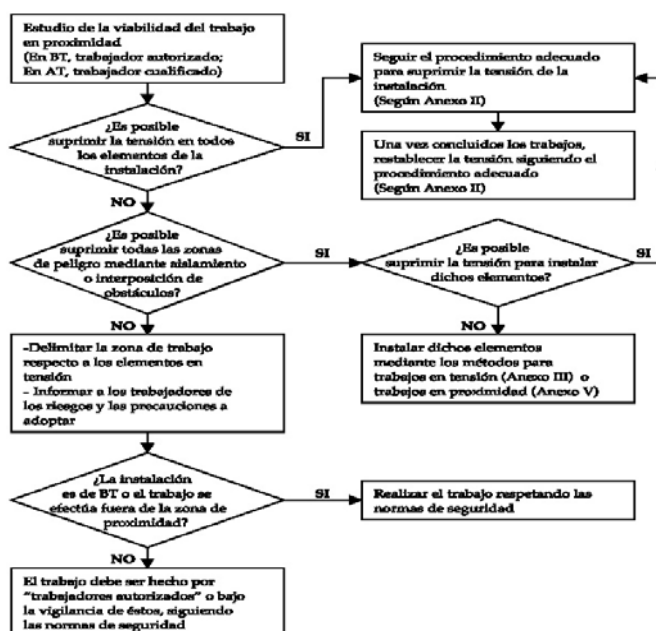 Estudio de la viabilidad del trabajo
en proximidad
(En BT, trabajador autorizado;
En AT, trabajador cualificado)
¿Es posible
suprimir la tensión en todos
los elementos de la
instalación?
SI
Seguir el procedimiento adecuado
para suprimir la tensión de la
instalación
(Según Anexo II)
Una vez concluidos los trabajos,
restablecer la tensión siguiendo el
procedimiento adecuado
(Según Anexo II)
NO
¿Es posible
suprimir todas las zonas
de peligro mediante aislamiento
o interposición de
obstáculos?
SI
¿Es posible
suprimir la tensión para instalar
dichos elementos?
SI
NO
NO
-Delimitar la zona de trabajo
respecto a los elementos en
tensión
- Informar a los trabajadores de
los riesgos y las precauciones a
adoptar
Instalar dichos elementos
mediante los métodos para
trabajos en tensión (Anexo III) o
trabajos en proximidad (Anexo V)
¿La instalación
es de BT o el trabajo se
efectúa fuera de la zona de
proximidad?
SI
Realizar el trabajo respetando las
normas de seguridad
NO
El trabajo debe ser hecho por
"trabajadores autorizados" o bajo
la vigilancia de éstos, siguiendo
las normas de seguridad